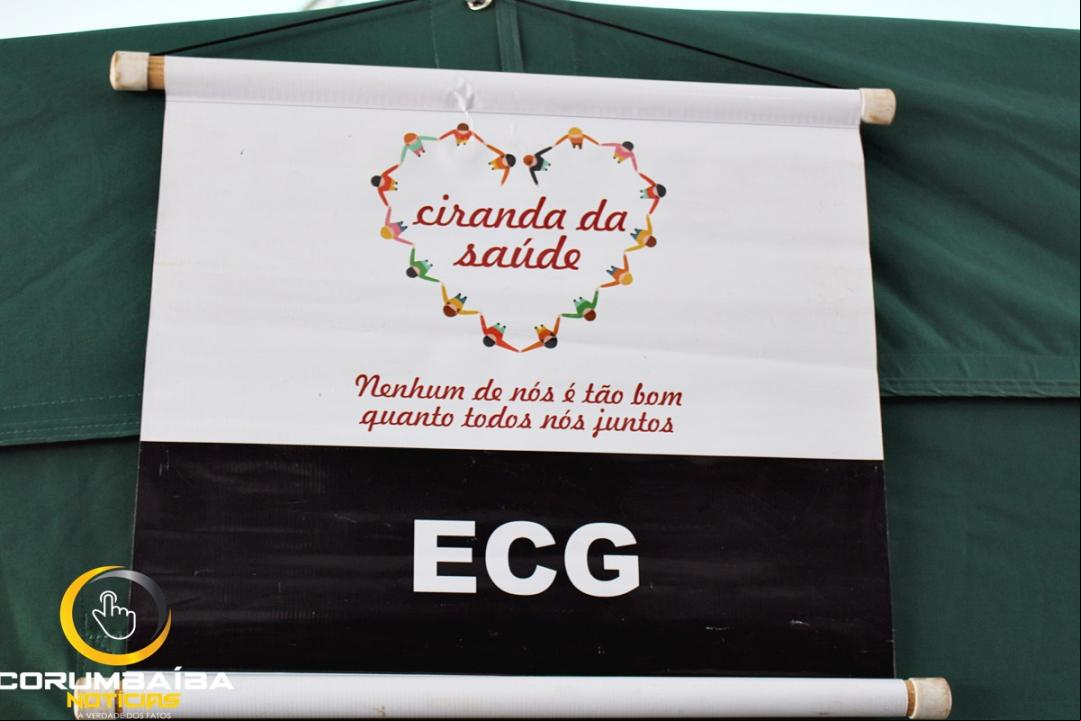 ciranda da
saúde
Nenhum de nós é tão bom
quanto todos nós juntos
ECG
CORUMBAÍBA
NOTÍCIAS
A VERDADE DOS FATOS